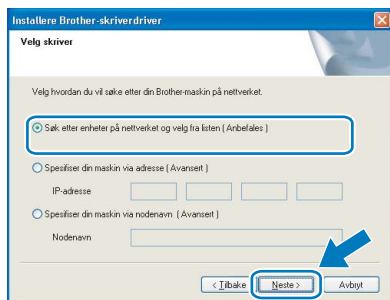 Installere Brother-skriverdriver
Velg skriver
Velg hvordan du vil søke etter din Brother-maskin på nettverket.
Søk etter enheter på nettverket og velg fra listen ( Anbefales )
Spesifiser din maskin via adresse ( Avansert )
IP-adresse
Spesifiser din maskin via nodenavn ( Avansert )
Nodenavn
< Tilbake Neste > Avbryt